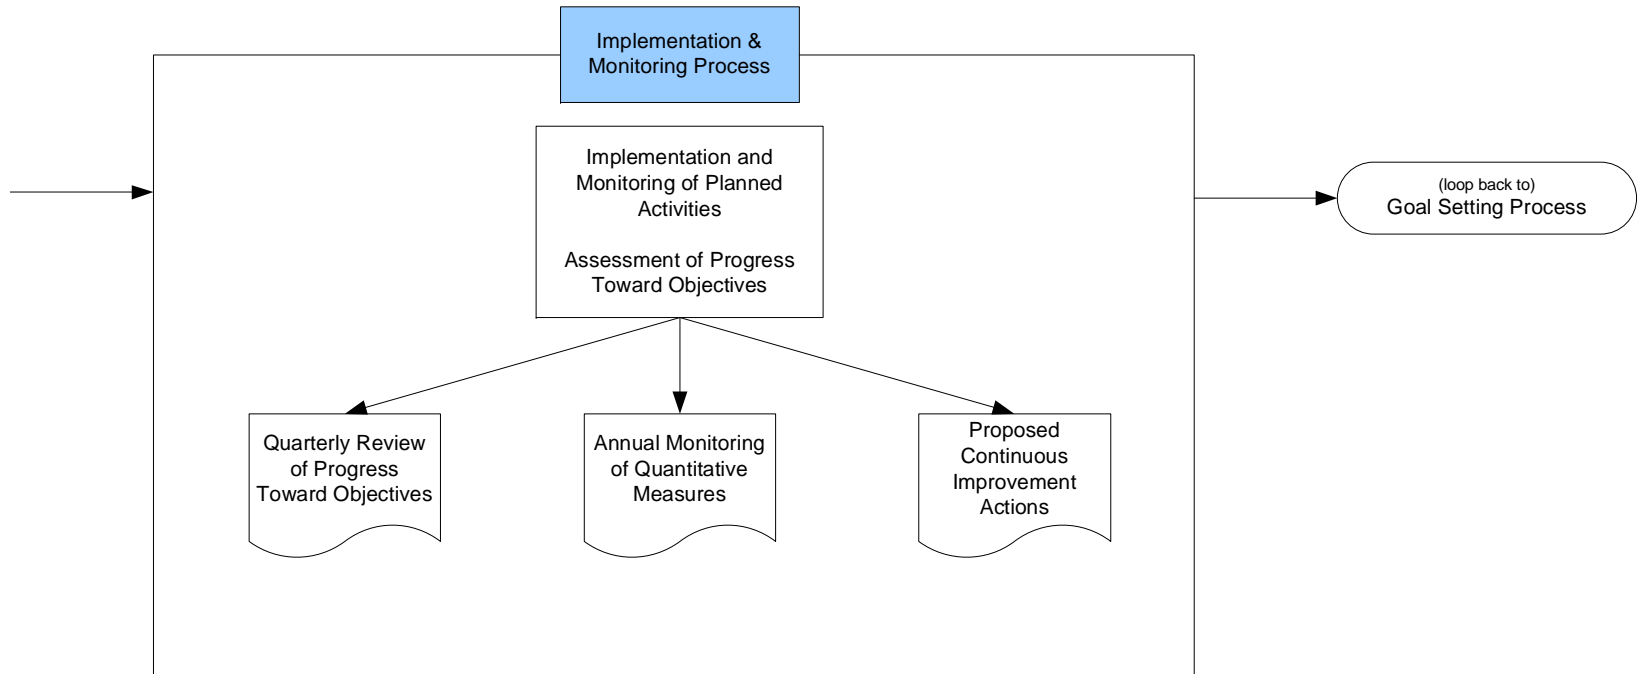 Implementation &
Monitoring Process
Implementation and
Monitoring of Planned
Activities
Assessment of Progress
Toward Objectives
(loop back to)
Goal Setting Process
Quarterly Review
of Progress
Toward Objectives
Annual Monitoring
of Quantitative
Measures
Proposed
Continuous
Improvement
Actions